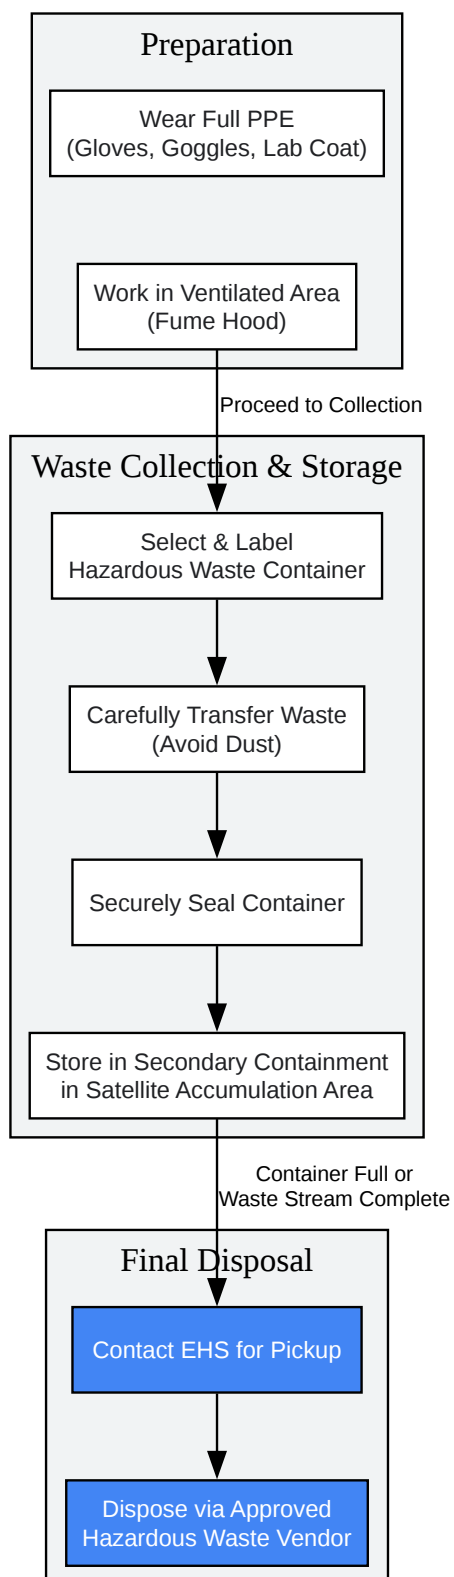 Preparation
Wear Full PPE
(Gloves, Goggles, Lab Coat)
Work in Ventilated Area
(Fume Hood)
Proceed to Collection
Waste Collection & Storage
Select & Label
Hazardous Waste Container
Carefully Transfer Waste
(Avoid Dust)
Securely Seal Container
Store in Secondary Containment
in Satellite Accumulation Area
Container Full or
Waste Stream Complete
Final Disposal
Contact EHS for Pickup
Dispose via Approved
Hazardous Waste Vendor